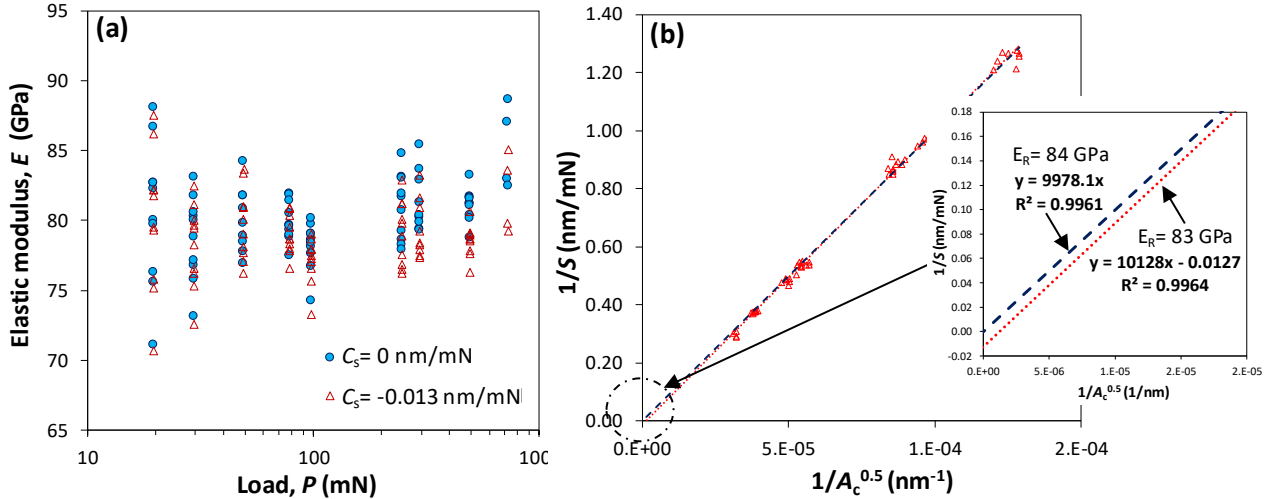 (a)
95
90
85
80
75
70
65
Elastic modulus, E (GPa)
Cs= 0 nm/mN
Cs= -0.013 nm/mN
10
100
Load, P (mN)
(b)
1.40
1.20
1.00
0.80
0.60
0.40
0.20
0.00
1/S (nm/mN)
0.E+00
5.E-05
1.E-04
2.E-04
1/Ac^0.5 (nm⁻¹)
0.18
0.16
0.14
0.12
0.10
0.08
0.06
0.04
0.02
0.00
-0.02
1/S (nm/mN)
ER= 84 GPa
y = 9978.1x
R² = 0.9961
ER= 83 GPa
y = 10128x - 0.0127
R² = 0.9964
0.E+00
5.E-06
1.E-05
2.E-05
2.E-05
1/Ac^0.5 (1/nm)